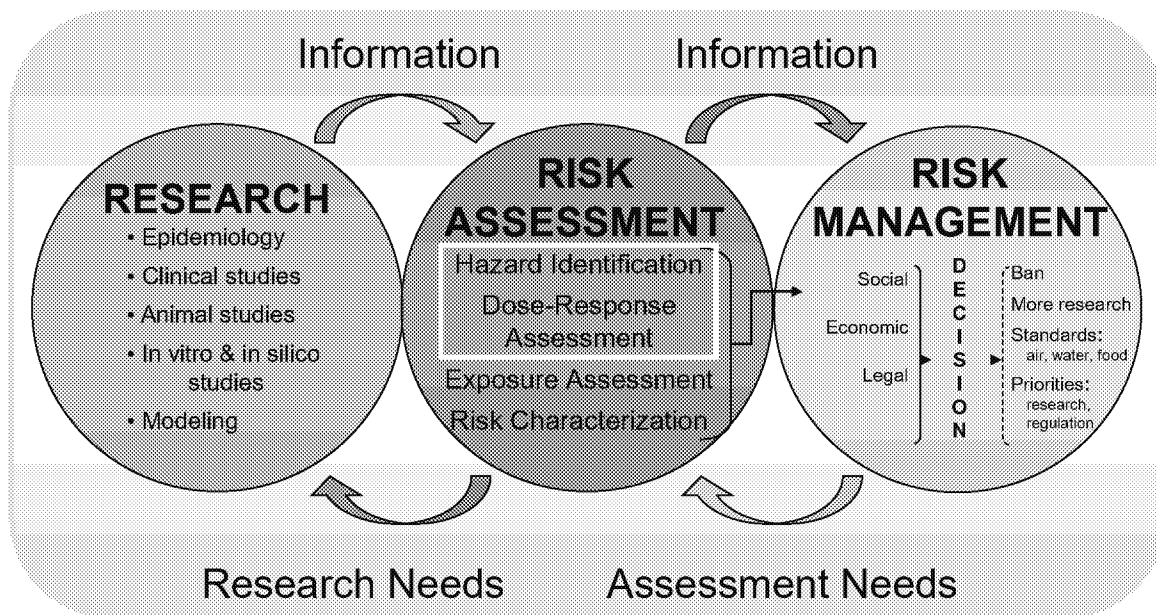 Information
Information
RESEARCH
• Epidemiology
• Clinical studies
• Animal studies
• In vitro & in silico
studies
• Modeling
RISK
ASSESSMENT
Hazard Identification
Dose-Response
Assessment
Exposure Assessment
Risk Characterization
RISK
MANAGEMENT
Social
Economic
Legal
DECISION
Ban
More research
Standards:
air, water, food
Priorities:
research,
regulation
Research Needs
Assessment Needs